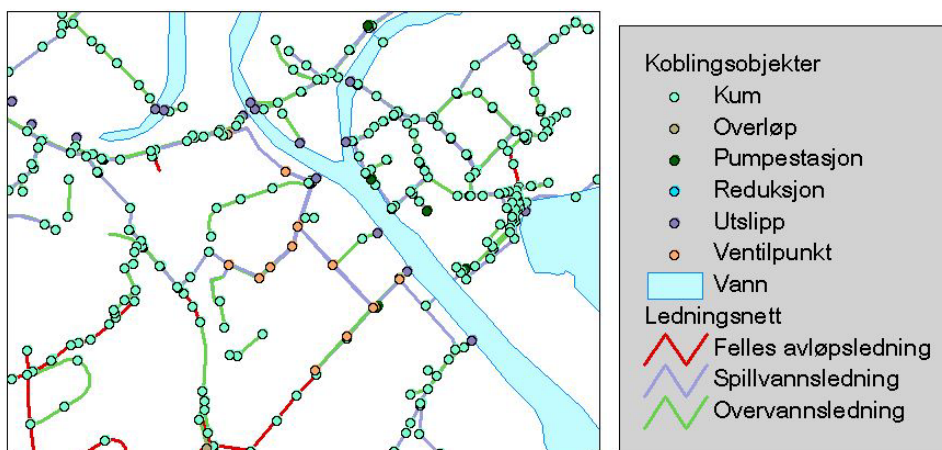 Koblingsobjekter
Kum
Overløp
Pumpestasjon
Reduksjon
Utslipp
Ventilpunkt
Vann
Ledningsnett
Felles avløpsledning
Spillvannsledning
Overvannsledning